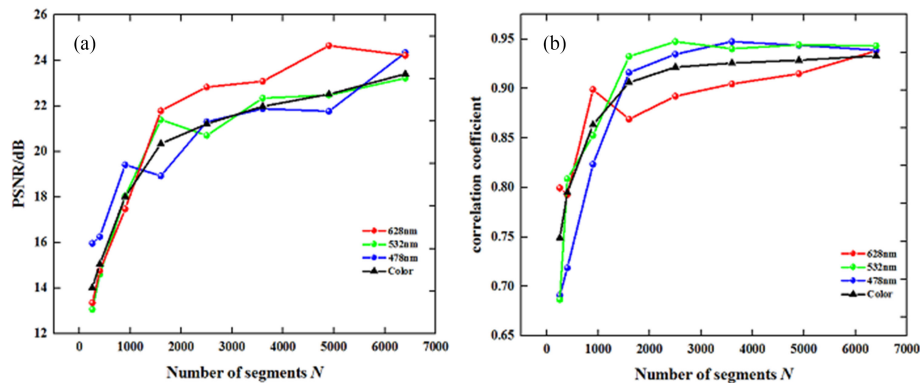 (a)
26
24
22
20
18
16
14
12
PSNR/dB
0 1000 2000 3000 4000 5000 6000 7000
Number of segments N
628nm
532nm
478nm
Color
(b)
0.95
0.90
0.85
0.80
0.75
0.70
0.65
correlation coefficient
0 1000 2000 3000 4000 5000 6000 7000
Number of segments N
628nm
532nm
478nm
Color